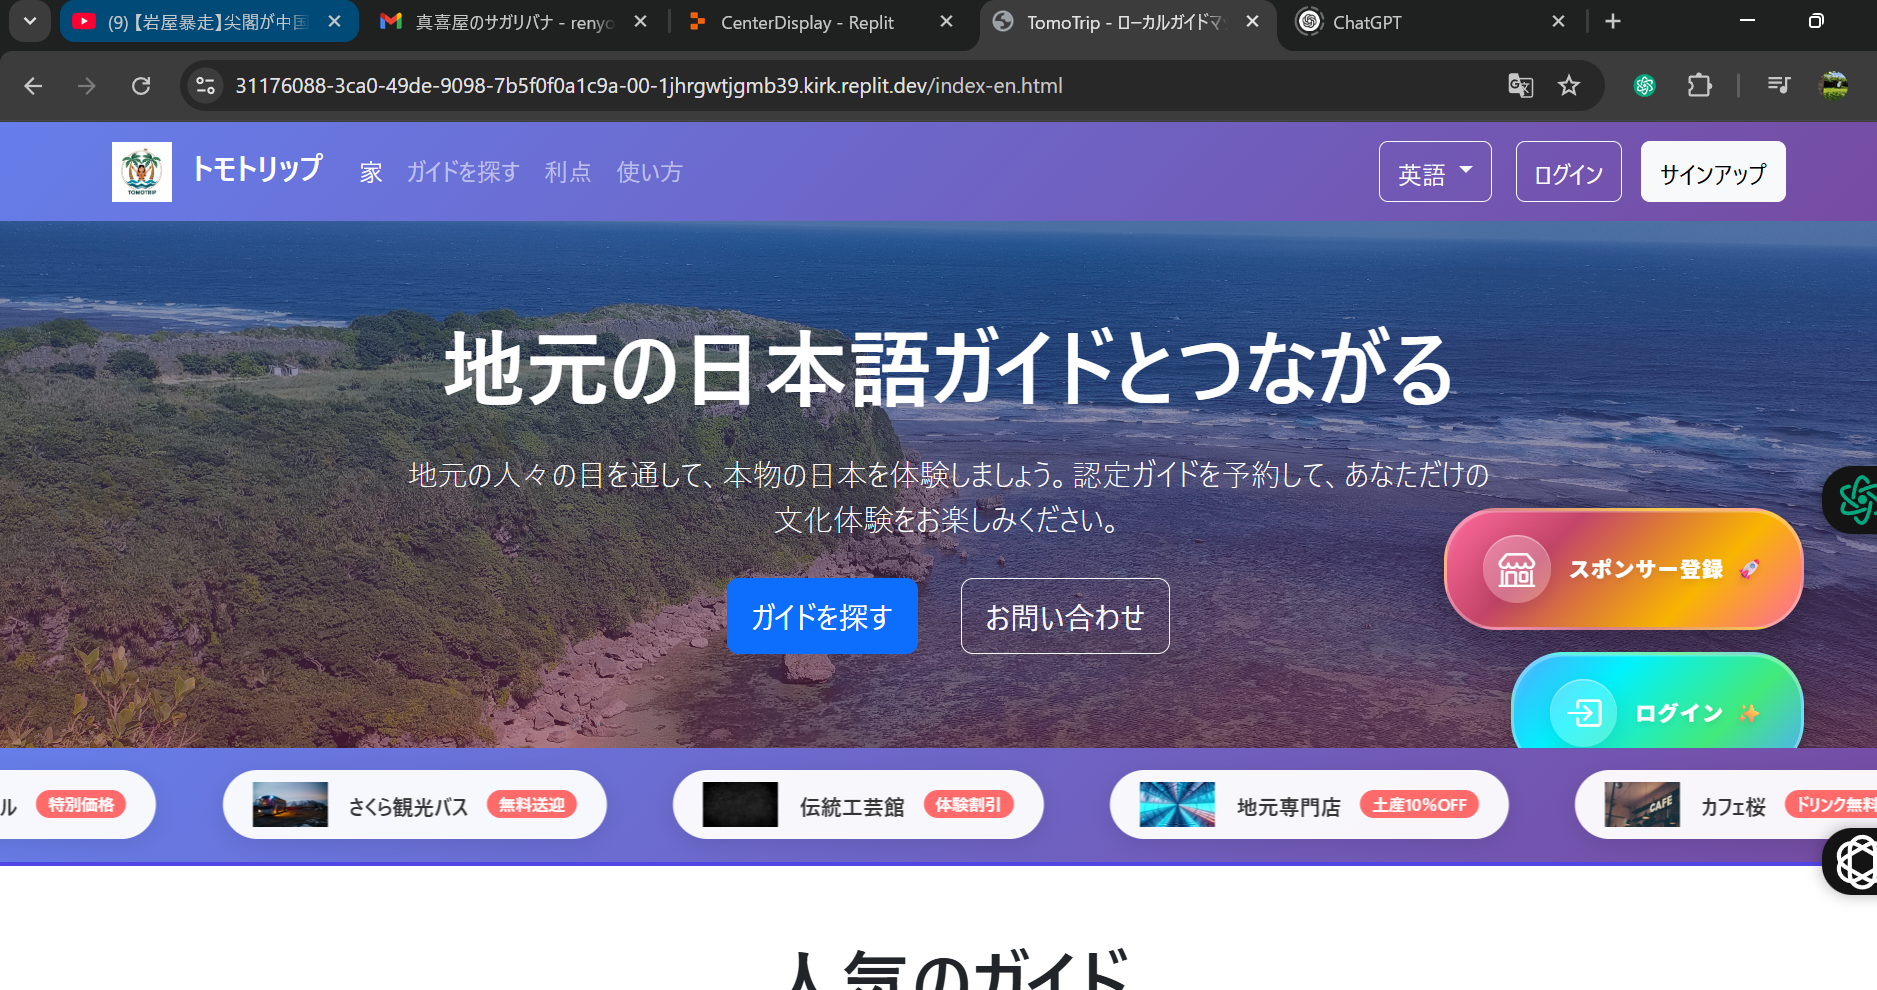 (9)【岩屋暴走】尖閣が中国
真喜屋のサガリバナ - renyo
CenterDisplay - Replit
TomoTrip - ローカルガイドマ
ChatGPT
31176088-3ca0-49de-9098-7b5f0f0a1c9a-00-1jhrgwtjgmb39.kirk.replit.dev/index-en.html
TOMOTRIP
トモトリップ
家
ガイドを探す
利点
使い方
英語
ログイン
サインアップ
地元の日本語ガイドとつながる
地元の人々の目を通して、本物の日本を体験しましょう。認定ガイドを予約して、あなただけの
文化体験をお楽しみください。
ガイドを探す
お問い合わせ
スポンサー登録 🚀
ログイン ✨
ル 特別価格
さくら観光バス 無料送迎
伝統工芸館 体験割引
地元専門店 土産10%OFF
CAFE
カフェ桜 ドリンク無料
人気のガイド